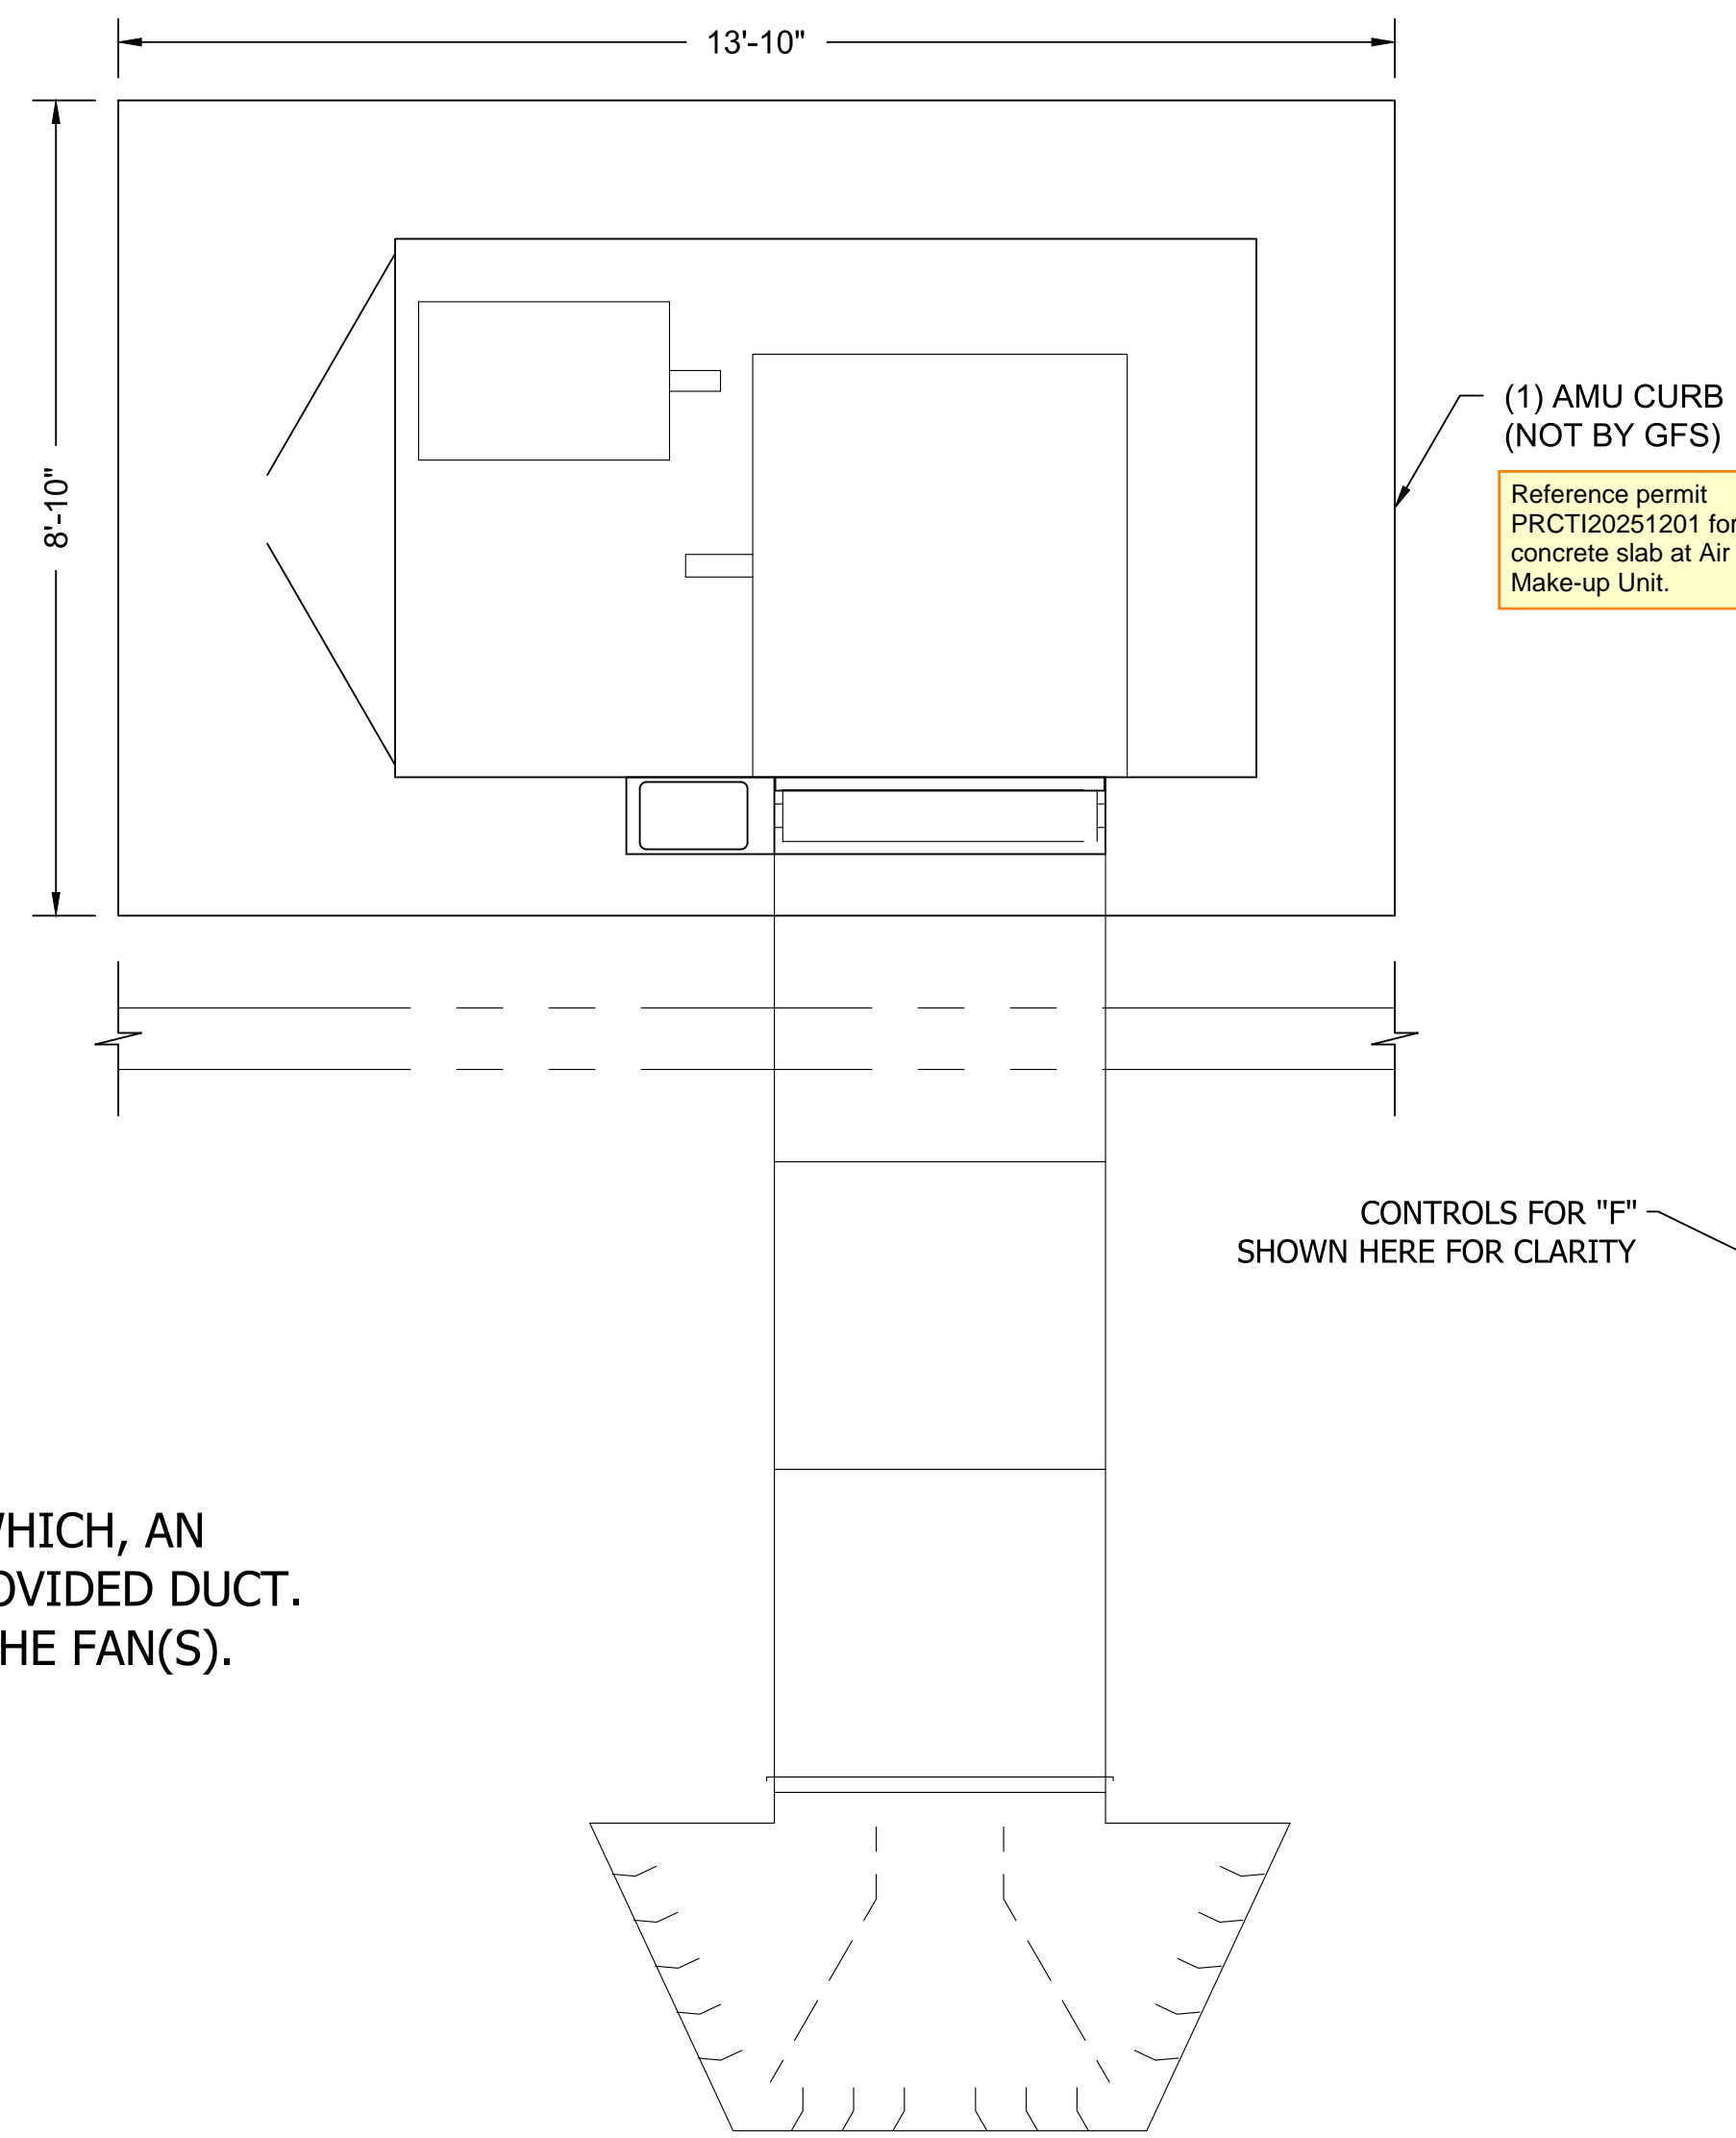 13'-10"
8'-10"
(1) AMU CURB
(NOT BY GFS)
Reference permit
PRCTI20251201 for
concrete slab at Air
Make-up Unit.
CONTROLS FOR "F"
SHOWN HERE FOR CLARITY
WHICH, AN
OVIDED DUCT.
HE FAN(S).